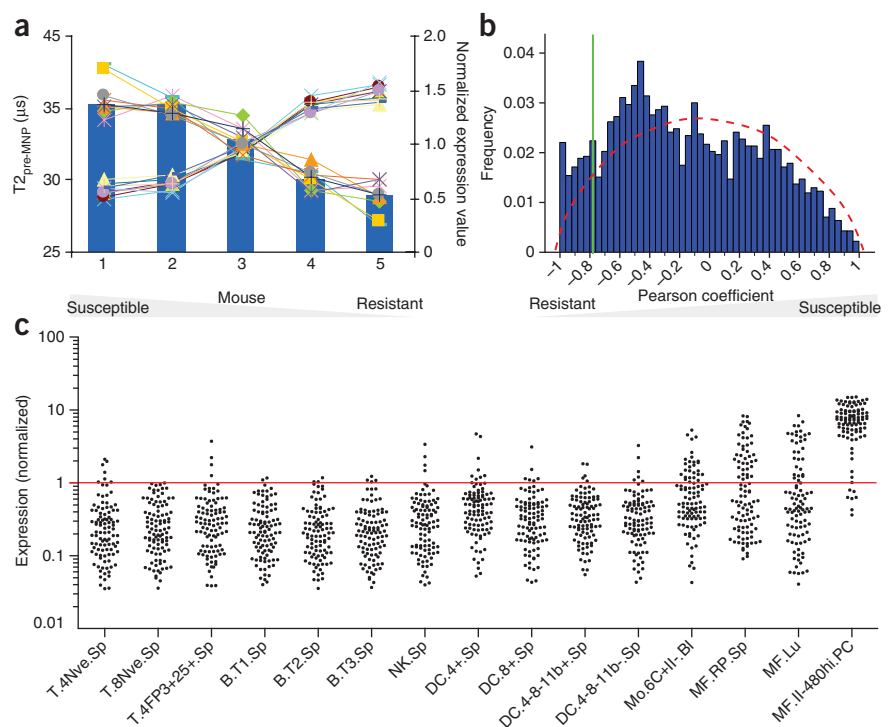 a
T2pre-MNP (µs)
45
35
30
25
2.0
1.5
1.0
0.5
0
Normalized expression value
1 2 3 4 5
Mouse
Susceptible
Resistant
b
Frequency
0.04
0.03
0.02
0.01
0
–1 –0.8 –0.6 –0.4 –0.2 0 0.2 0.4 0.6 0.8 1
Pearson coefficient
Resistant
Susceptible
c
Expression (normalized)
100
10
1
0.1
0.01
T.4Nve.Sp
T.8Nve.Sp
T.4FP3+25+.Sp
B.T1.Sp
B.T2.Sp
B.T3.Sp
NK.Sp
DC.4+.Sp
DC.8+.Sp
DC.4-8-11b+.Sp
DC.4-8-11b-.Sp
Mo.6C+II-.Bl
MF.RP.Sp
MF.Lu
MF.II-480hi.PC